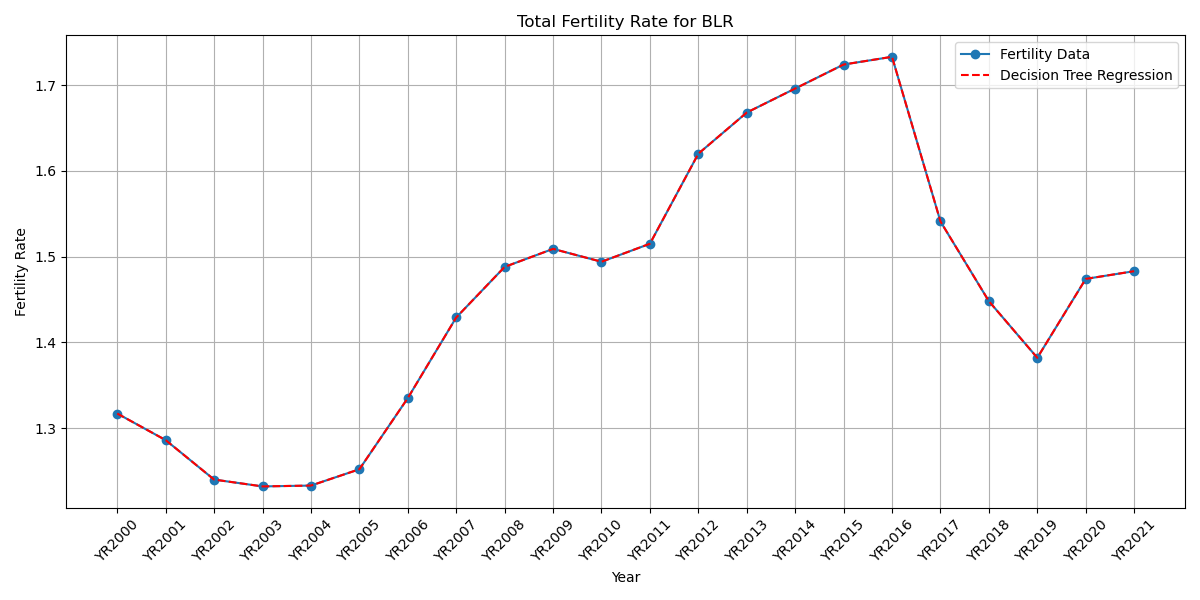 Total Fertility Rate for BLR
Fertility Data
Decision Tree Regression
Fertility Rate
1.7
1.6
1.5
1.4
1.3
YR2000
YR2001
YR2002
YR2003
YR2004
YR2005
YR2006
YR2007
YR2008
YR2009
YR2010
YR2011
YR2012
YR2013
YR2014
YR2015
YR2016
YR2017
YR2018
YR2019
YR2020
YR2021
Year